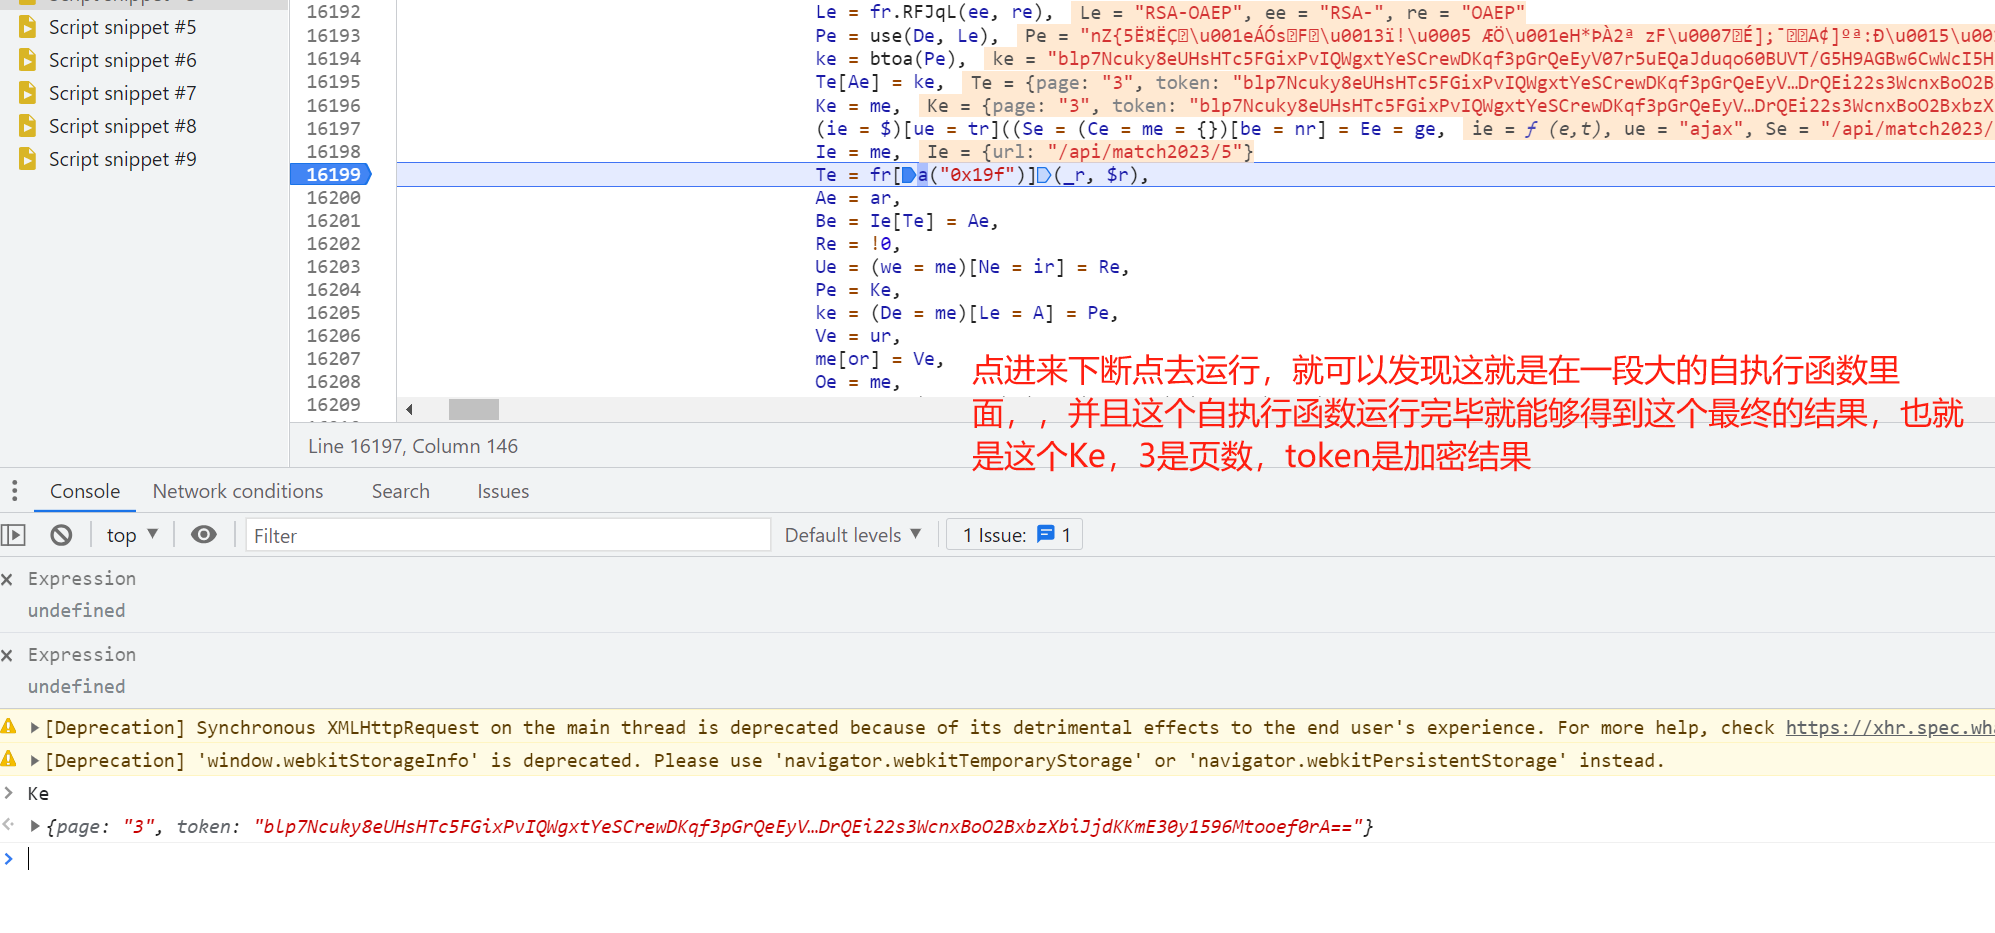 Script snippet #5
Script snippet #6
Script snippet #7
Script snippet #8
Script snippet #9
16192 Le = fr.RFJqL(ee, re), Le = "RSA-OAEP", ee = "RSA-", re = "OAEP"
16193 Pe = use(De, Le), Pe = "nZ{5Ë¤ËÇ\u001eÁÓsF\u0013ï!\u0005 ÆÖ\u001eH*ÞÀ2ª zF\u0007É];¯A¢]ºª:Ð\u0015\u
16194 ke = btoa(Pe), ke = "blp7Ncuky8eUHsHTc5FGixPvIQWgxtYeSCrewDKqf3pGrQeEyV07r5uEQaJduqo60BUVT/G5H9AGBw6CwWcI5H
16195 Te[Ae] = ke, Te = {page: "3", token: "blp7Ncuky8eUHsHTc5FGixPvIQWgxtYeSCrewDKqf3pGrQeEyV…DrQEi22s3WcnxBoO2B
16196 Ke = me, Ke = {page: "3", token: "blp7Ncuky8eUHsHTc5FGixPvIQWgxtYeSCrewDKqf3pGrQeEyV…DrQEi22s3WcnxBoO2BxbzX
16197 (ie = $)[ue = tr]((Se = (Ce = me = {})[be = nr] = Ee = ge, ie = ƒ (e,t), ue = "ajax", Se = "/api/match2023/
16198 Ie = me, Ie = {url: "/api/match2023/5"}
16199 Te = fr[a("0x19f")](_r, $r),
16200 Ae = ar,
16201 Be = Ie[Te] = Ae,
16202 Re = !0,
16203 Ue = (we = me)[Ne = ir] = Re,
16204 Pe = Ke,
16205 ke = (De = me)[Le = A] = Pe,
16206 Ve = ur,
16207 me[or] = Ve,
16208 Oe = me,
16209
点进来下断点去运行，就可以发现这就是在一段大的自执行函数里
面，，并且这个自执行函数运行完毕就能够得到这个最终的结果，也就
是这个Ke，3是页数，token是加密结果
Line 16197, Column 146
Console Network conditions Search Issues
top ▼ Filter Default levels ▼ 1 Issue: 1
Expression
undefined
Expression
undefined
[Deprecation] Synchronous XMLHttpRequest on the main thread is deprecated because of its detrimental effects to the end user's experience. For more help, check https://xhr.spec.wha
[Deprecation] 'window.webkitStorageInfo' is deprecated. Please use 'navigator.webkitTemporaryStorage' or 'navigator.webkitPersistentStorage' instead.
Ke
{page: "3", token: "blp7Ncuky8eUHsHTc5FGixPvIQWgxtYeSCrewDKqf3pGrQeEyV…DrQEi22s3WcnxBoO2BxbzXbiJjdKKmE30y1596Mtooef0rA=="}